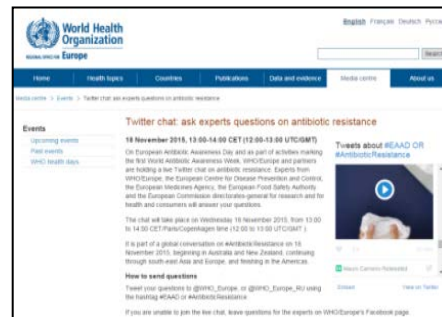 World Health
Organization
REGIONAL OFFICE FOR Europe
English Français Deutsch
Search
Home Health topics Countries Publications Data and evidence Media centre About us
Media centre > Events > Twitter chat: ask experts questions on antibiotic resistance
Events
Upcoming events
Past events
WHO health days
Twitter chat: ask experts questions on antibiotic resistance
18 November 2015, 13:00-14:00 CET (12:00-13:00 UTC/GMT)
On European Antibiotic Awareness Day and as part of activities marking
the first World Antibiotic Awareness Week, WHO/Europe and partners
are holding a live Twitter chat on antibiotic resistance. Experts from
WHO/Europe, the European Centre for Disease Prevention and Control,
the European Medicines Agency, the European Food Safety Authority
and the European Commission directorates-general for research and for
health and consumers will answer your questions.
The chat will take place on Wednesday 18 November 2015, from 13:00
to 14:00 CET/Paris/Copenhagen time (12:00 to 13:00 UTC/GMT )
It is part of a global conversation on #AntibioticResistance on 18
November 2015, beginning in Australia and New Zealand, continuing
through south-east Asia and Europe, and finishing in the Americas.
How to send questions
Tweet your questions to @WHO_Europe, or @WHO_Europe_RU using
the hashtag #EAAD or #AntibioticResistance
If you are unable to join the live chat, leave questions for the experts on WHO/Europe's Facebook page
Tweets about #EAAD OR
#AntibioticResistance
Retweeted
Embed View on Twitter